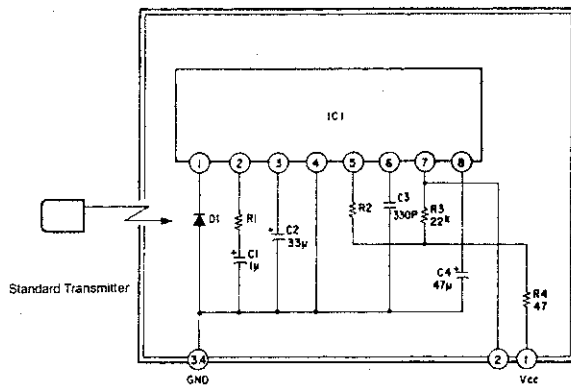 IC1
1 2 3 4 5 6 7 8
D1
R1
C1
1μ
C2
33μ
R2
C3
330P
R3
22k
C4
47μ
R4
47
+
+
+
Standard Transmitter
3.4
2
1
GND
Vcc